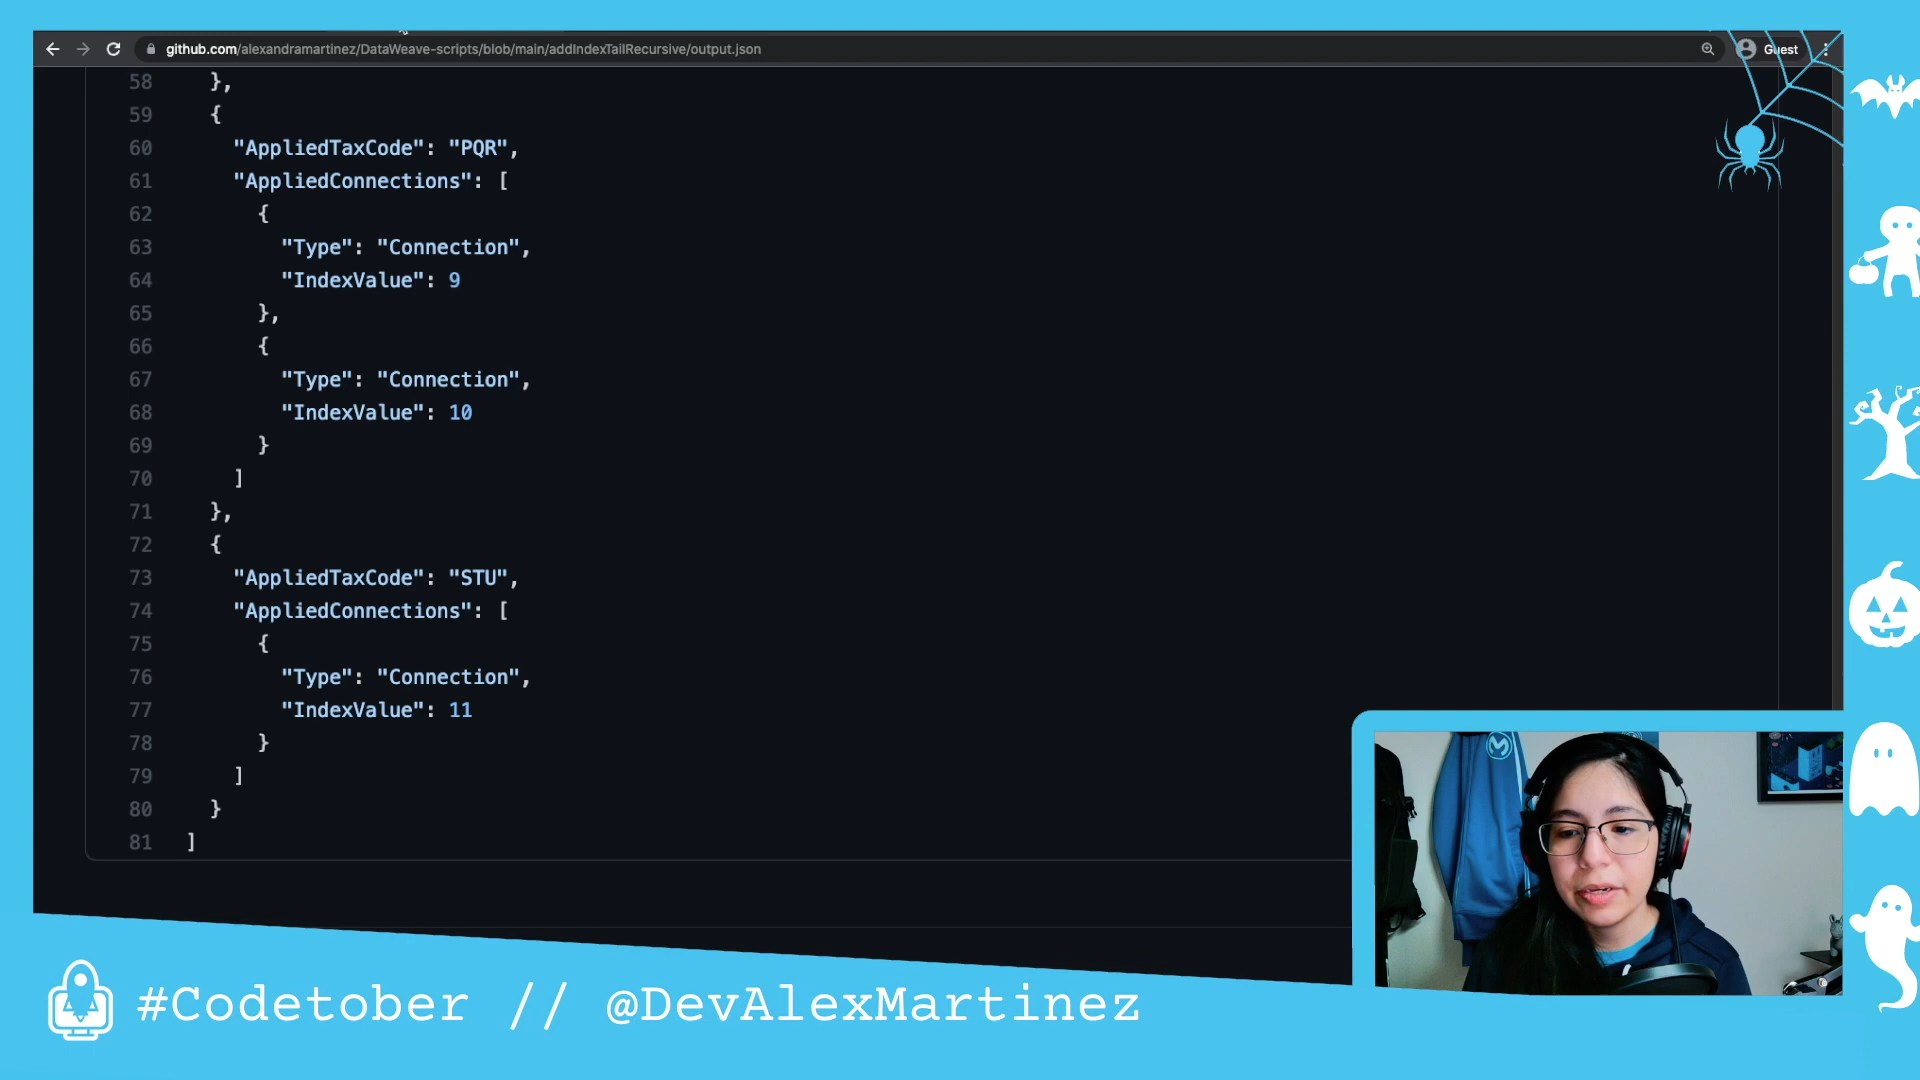 github.com/alexandramartinez/DataWeave-scripts/blob/main/addIndexTailRecursive/output.json
Guest
58 },
59 {
60 "AppliedTaxCode": "PQR",
61 "AppliedConnections": [
62 {
63 "Type": "Connection",
64 "IndexValue": 9
65 },
66 {
67 "Type": "Connection",
68 "IndexValue": 10
69 }
70 ]
71 },
72 {
73 "AppliedTaxCode": "STU",
74 "AppliedConnections": [
75 {
76 "Type": "Connection",
77 "IndexValue": 11
78 }
79 ]
80 }
81 ]
#Codetober // @DevAlexMartinez